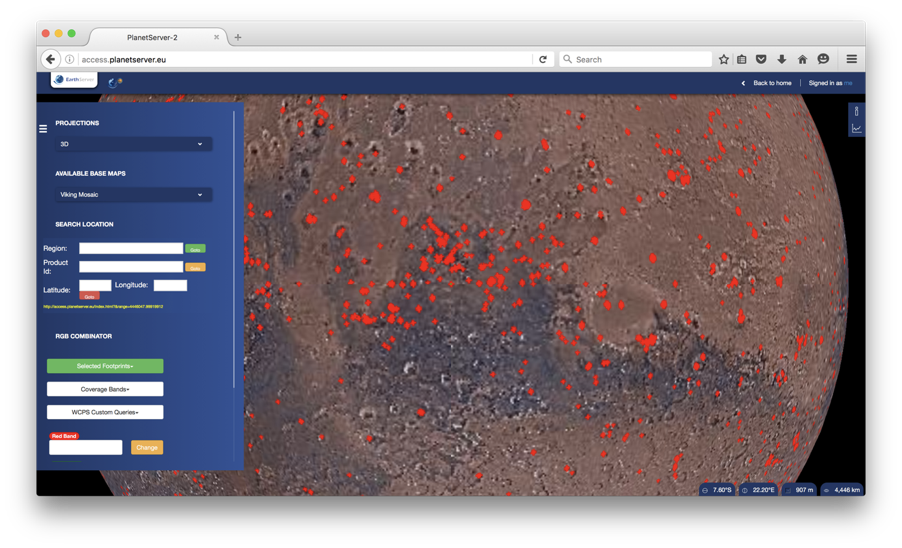 PlanetServer-2
access.planetserver.eu
Search
EarthServer
Back to home
Signed in as me
PROJECTIONS
3D
AVAILABLE BASE MAPS
Viking Mosaic
SEARCH LOCATION
Region:
Goto
Product Id:
Goto
Latitude:
Longitude:
Goto
RGB COMBINATOR
Selected Footprints
Coverage Bands
WCPS Custom Queries
Red Band
Change
7.60°S
22.20°E
907 m
4,446 km